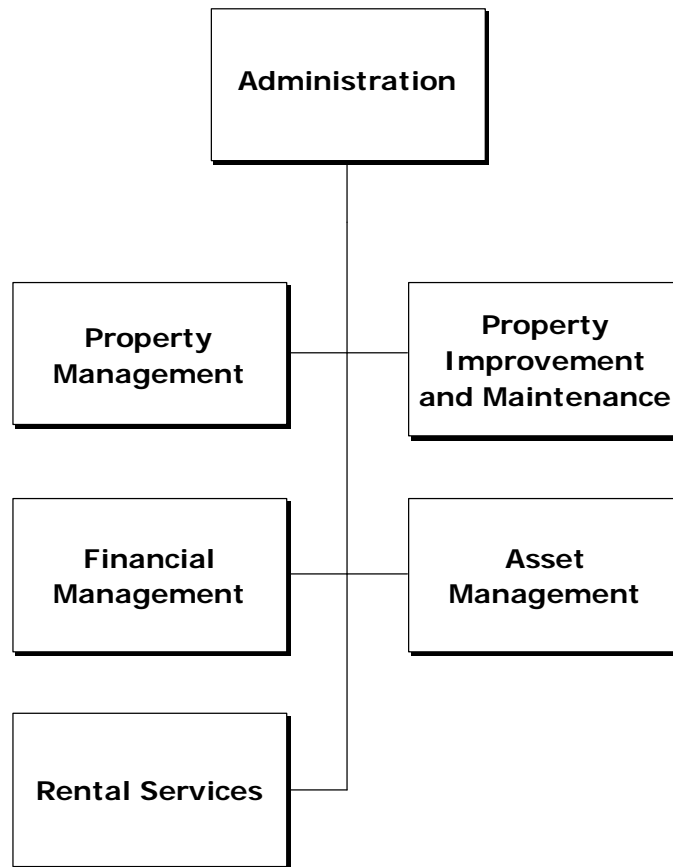 Administration
Property
Management
Property
Improvement
and Maintenance
Financial
Management
Asset
Management
Rental Services